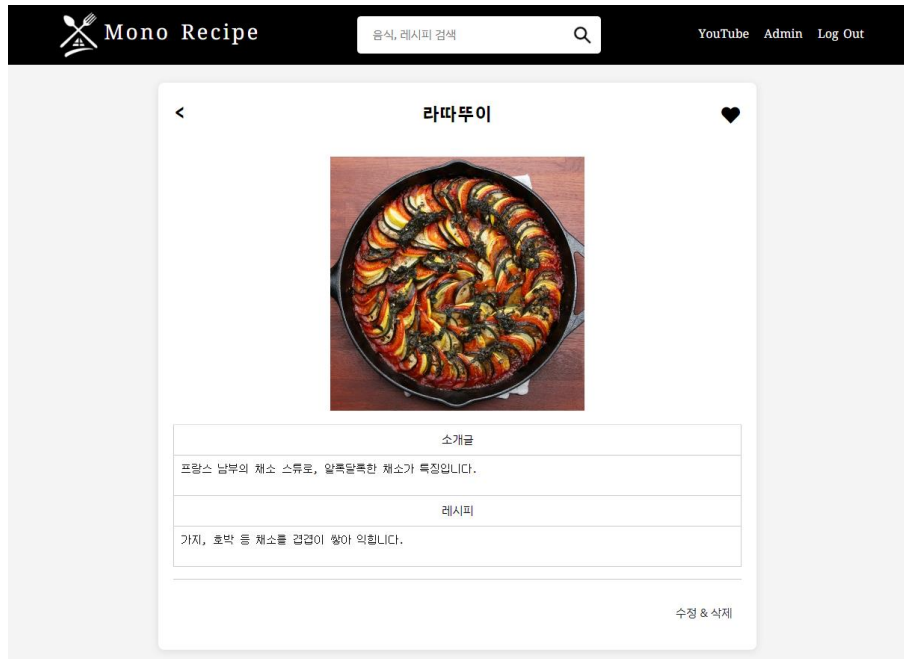 Mono Recipe
음식, 레시피 검색
YouTube Admin Log Out
< 라따뚜이
소개글
프랑스 남부의 채소 스튜로, 알록달록한 채소가 특징입니다.
레시피
가지, 호박 등 채소를 겹겹이 쌓아 익힙니다.
수정 & 삭제